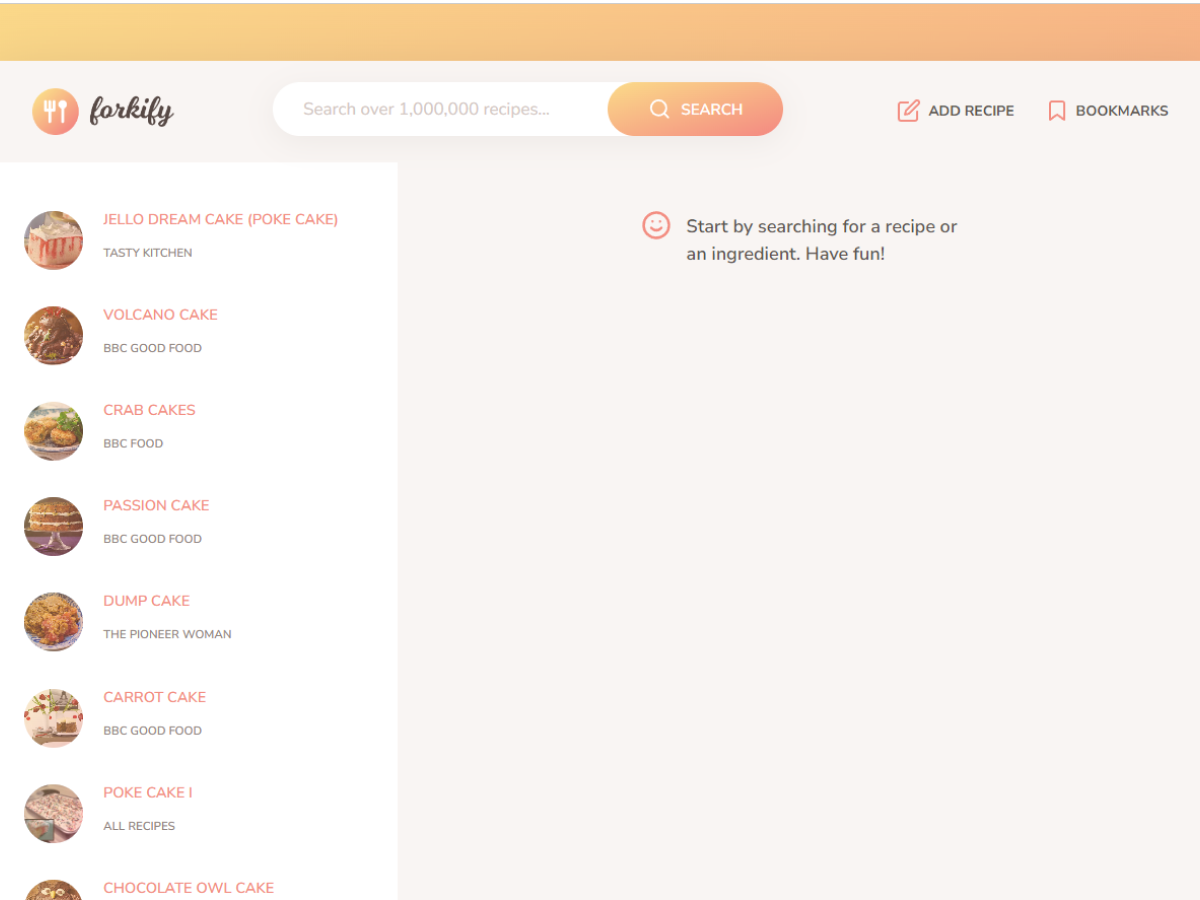 forkify
Search over 1,000,000 recipes...
SEARCH
ADD RECIPE
BOOKMARKS
JELLO DREAM CAKE (POKE CAKE)
TASTY KITCHEN
VOLCANO CAKE
BBC GOOD FOOD
CRAB CAKES
BBC FOOD
PASSION CAKE
BBC GOOD FOOD
DUMP CAKE
THE PIONEER WOMAN
CARROT CAKE
BBC GOOD FOOD
POKE CAKE I
ALL RECIPES
CHOCOLATE OWL CAKE
Start by searching for a recipe or
an ingredient. Have fun!